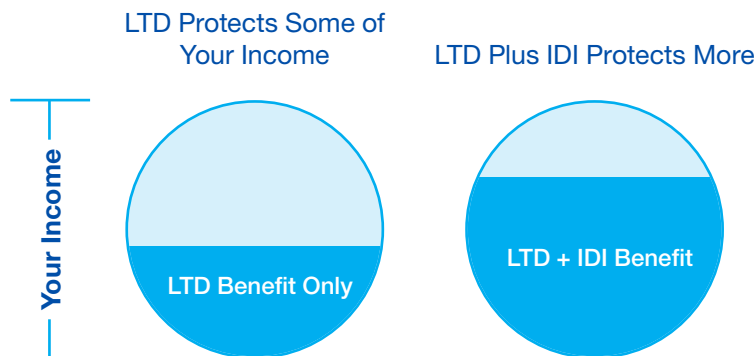 LTD Protects Some of
Your Income
LTD Plus IDI Protects More
Your Income
LTD Benefit Only
LTD + IDI Benefit